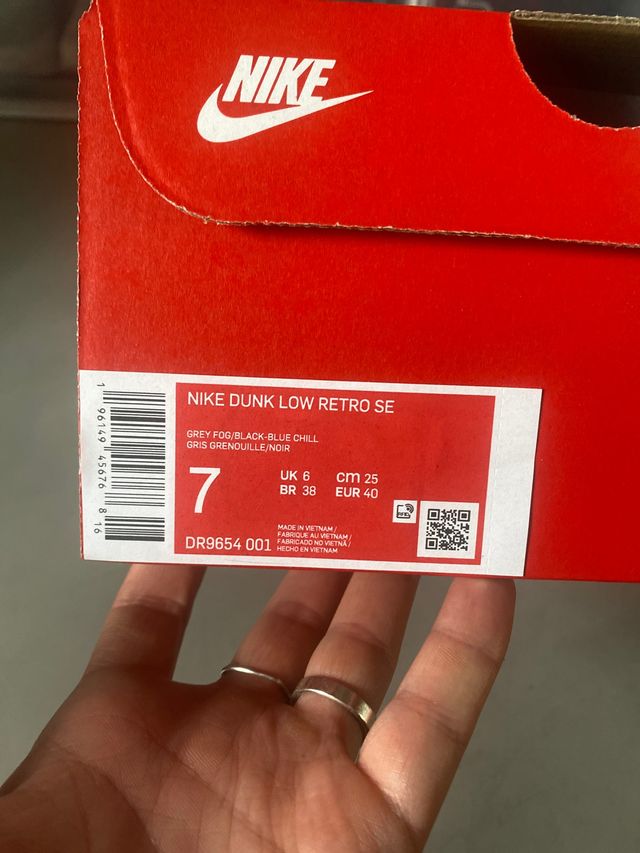 NIKE
NIKE DUNK LOW RETRO SE
GREY FOG/BLACK-BLUE CHILL
GRIS GRENOUILLE/NOIR
7
UK 6 cm 25
BR 38 EUR 40
DR9654 001
MADE IN VIETNAM /
FABRIQUE AU VIETNAM /
FABRICADO NO VIETNÃ /
HECHO EN VIETNAM
RFID
1 96149 45676 8 16